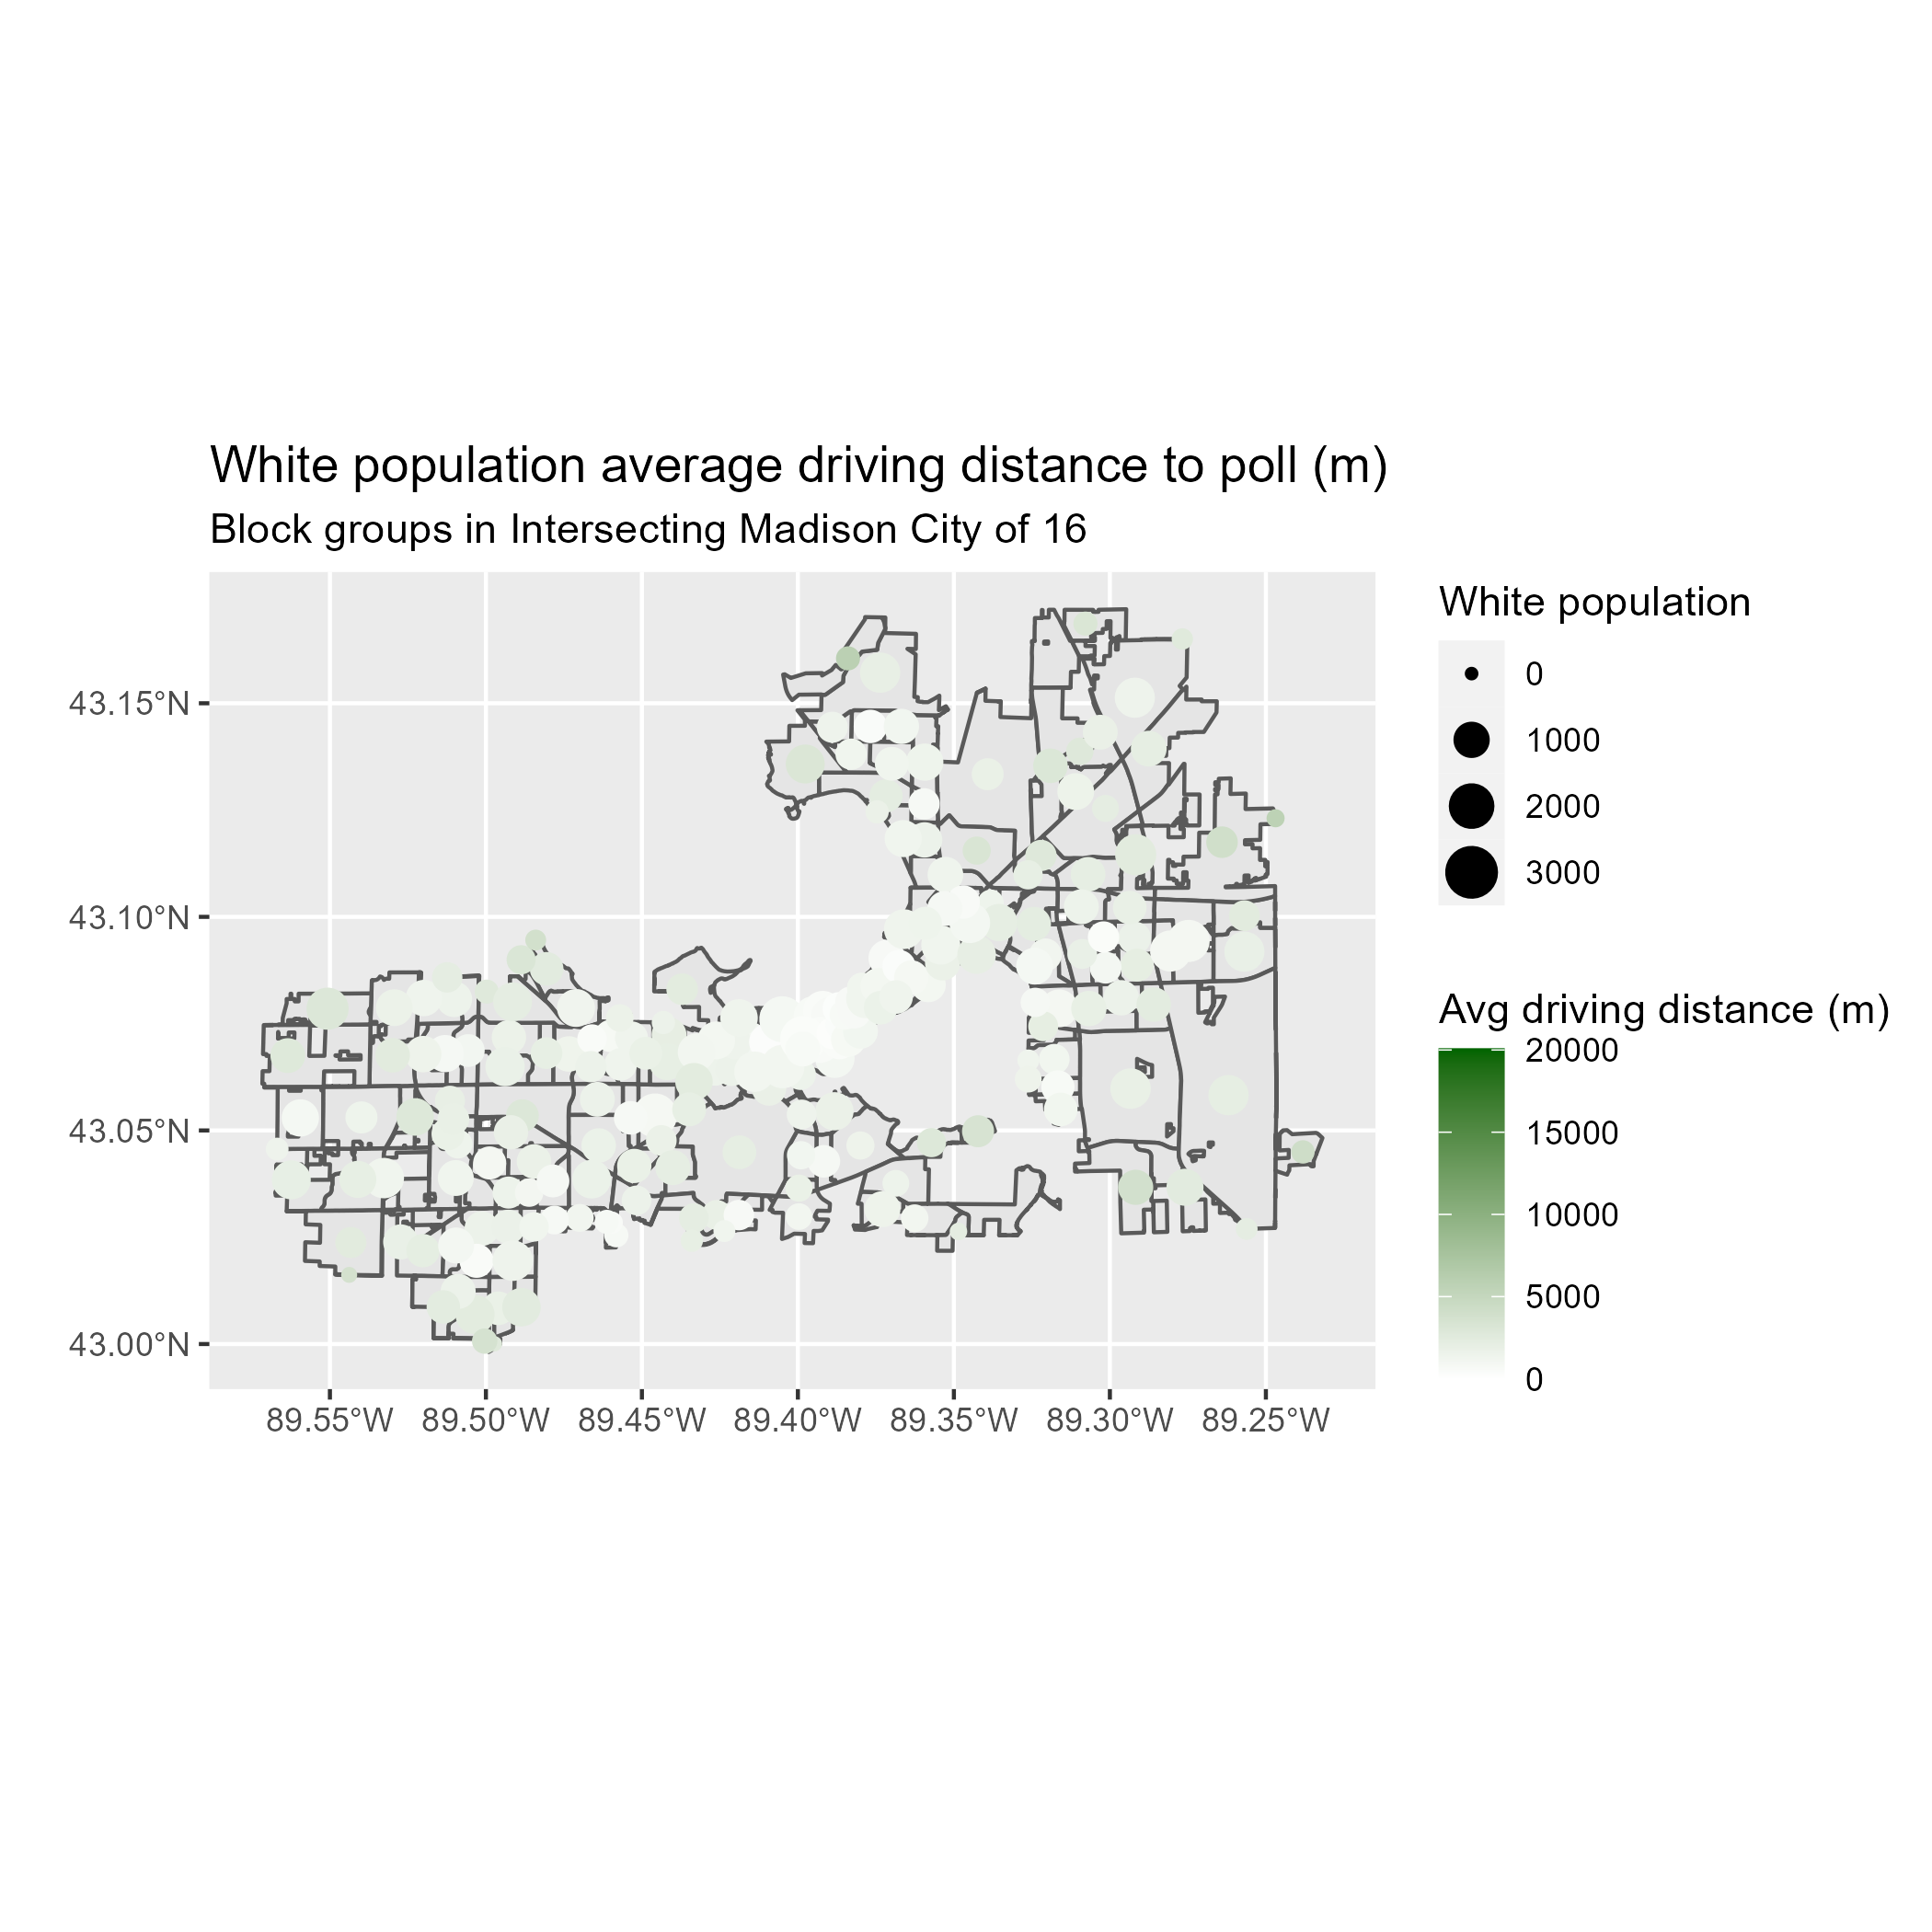 White population average driving distance to poll (m)
Block groups in Intersecting Madison City of 16
43.15°N
43.10°N
43.05°N
43.00°N
89.55°W
89.50°W
89.45°W
89.40°W
89.35°W
89.30°W
89.25°W
White population
0
1000
2000
3000
Avg driving distance (m)
20000
15000
10000
5000
0